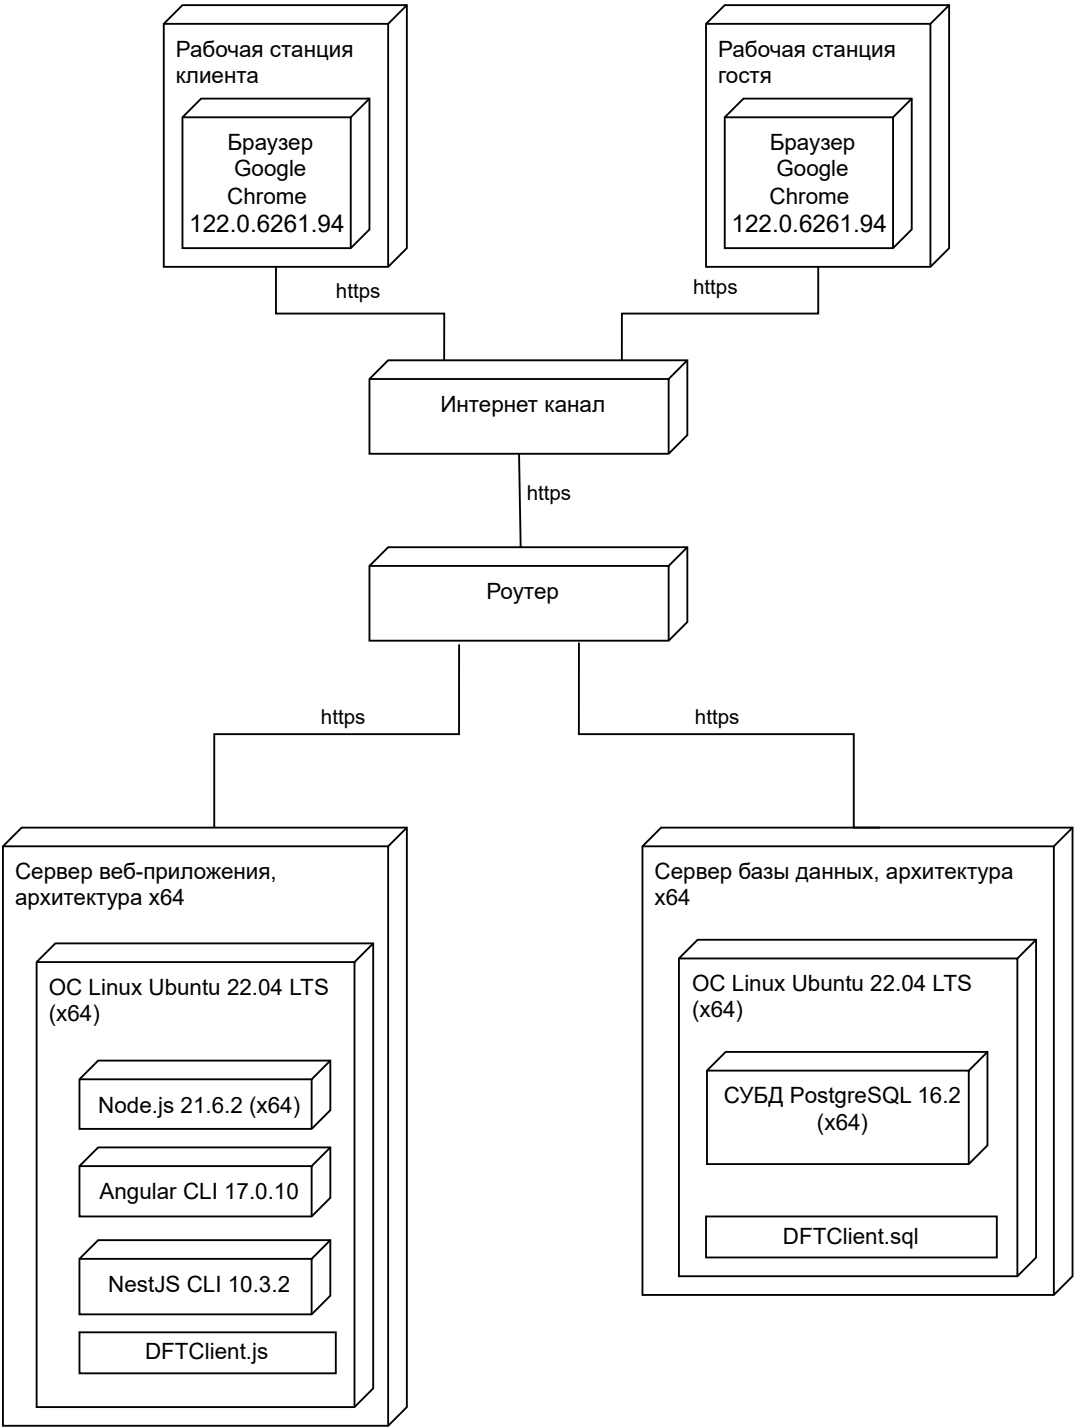 Рабочая станция
клиента
Браузер
Google
Chrome
122.0.6261.94
Рабочая станция
гостя
Браузер
Google
Chrome
122.0.6261.94
https
https
Интернет канал
https
Роутер
https
https
Сервер веб-приложения,
архитектура x64
ОС Linux Ubuntu 22.04 LTS
(x64)
Node.js 21.6.2 (x64)
Angular CLI 17.0.10
NestJS CLI 10.3.2
DFTClient.js
Сервер базы данных, архитектура
x64
ОС Linux Ubuntu 22.04 LTS
(x64)
СУБД PostgreSQL 16.2
(x64)
DFTClient.sql